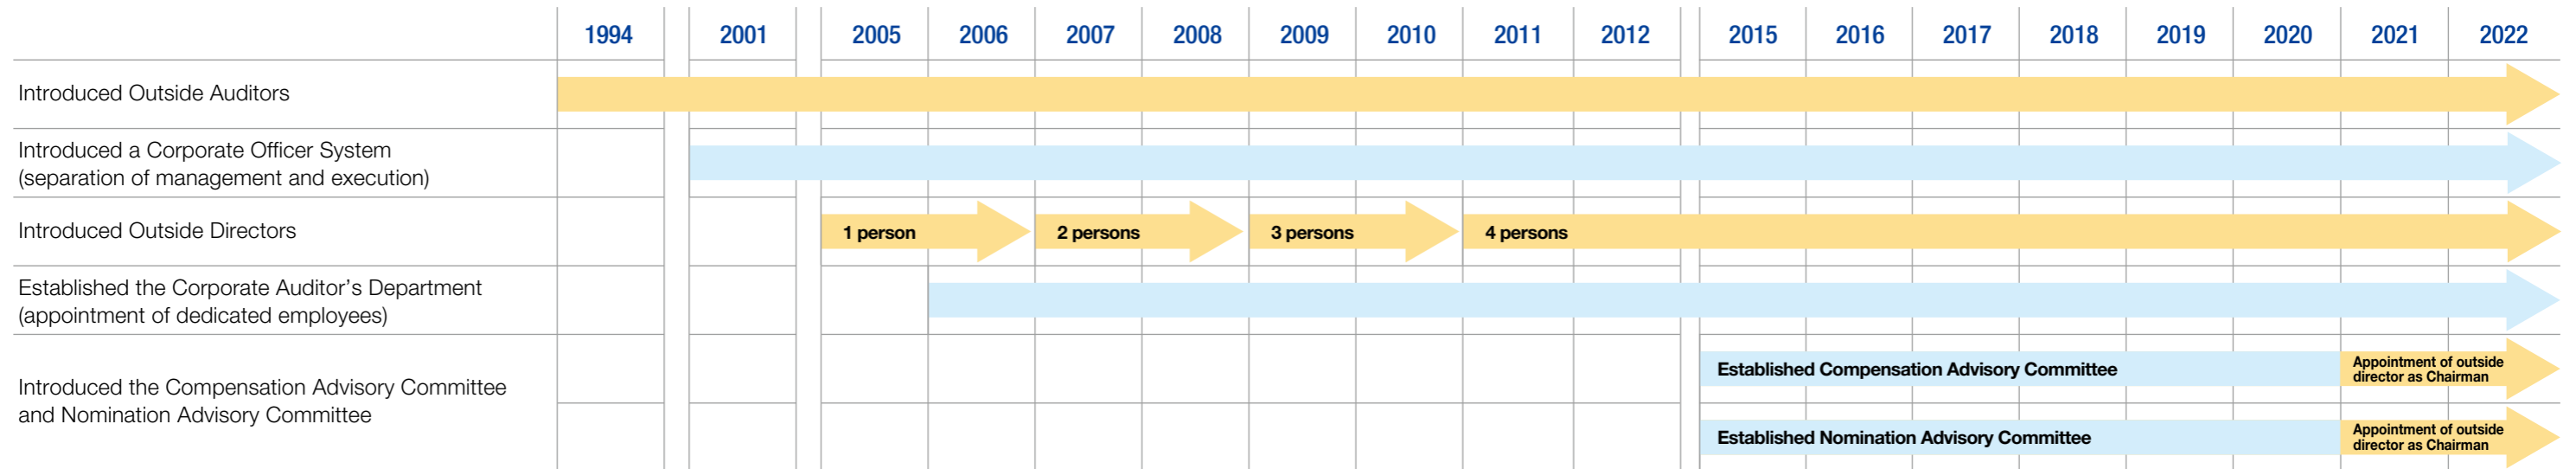 1994 2001 2005 2006 2007 2008 2009 2010 2011 2012 2015 2016 2017 2018 2019 2020 2021 2022
Introduced Outside Auditors
Introduced a Corporate Officer System
(separation of management and execution)
Introduced Outside Directors
1 person
2 persons
3 persons
4 persons
Established the Corporate Auditor’s Department
(appointment of dedicated employees)
Introduced the Compensation Advisory Committee
and Nomination Advisory Committee
Established Compensation Advisory Committee
Appointment of outside
director as Chairman
Established Nomination Advisory Committee
Appointment of outside
director as Chairman